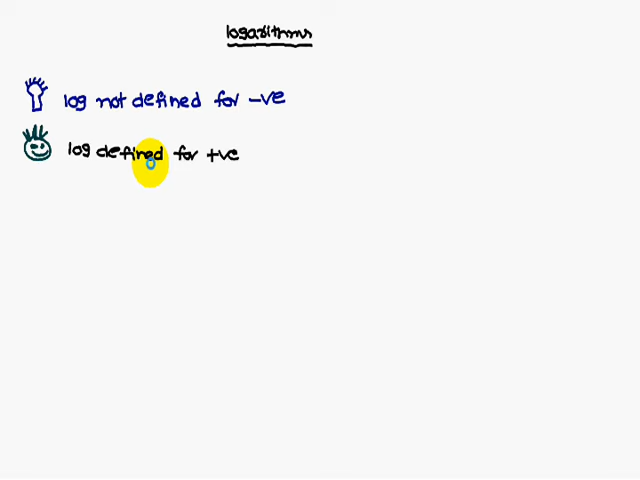 logarithms
log not defined for -ve
log defined for +ve